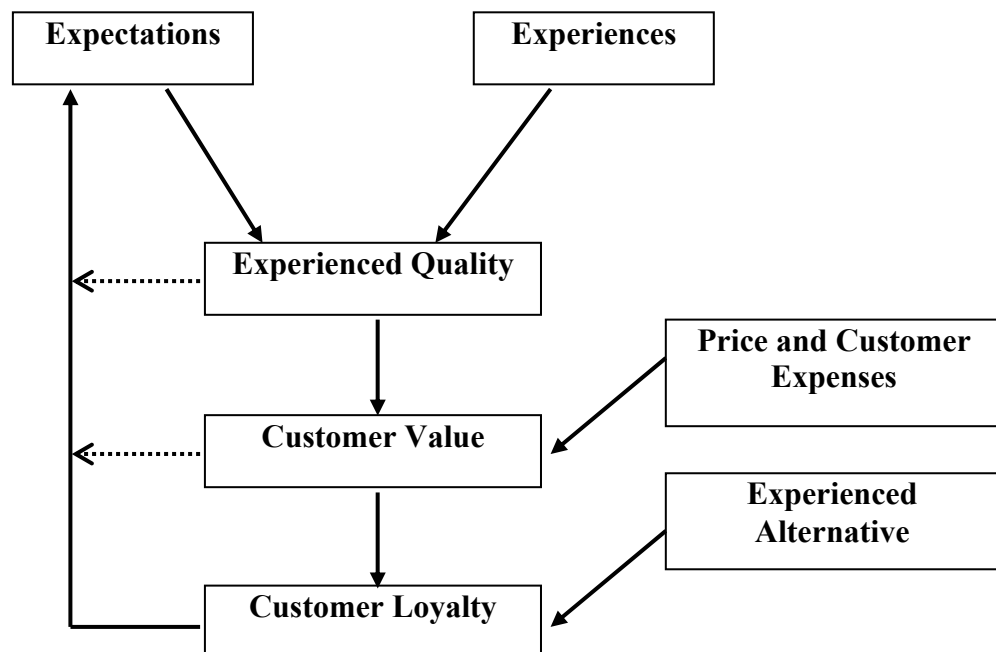 Expectations
Experiences
Experienced Quality
Price and Customer
Expenses
Customer Value
Experienced
Alternative
Customer Loyalty